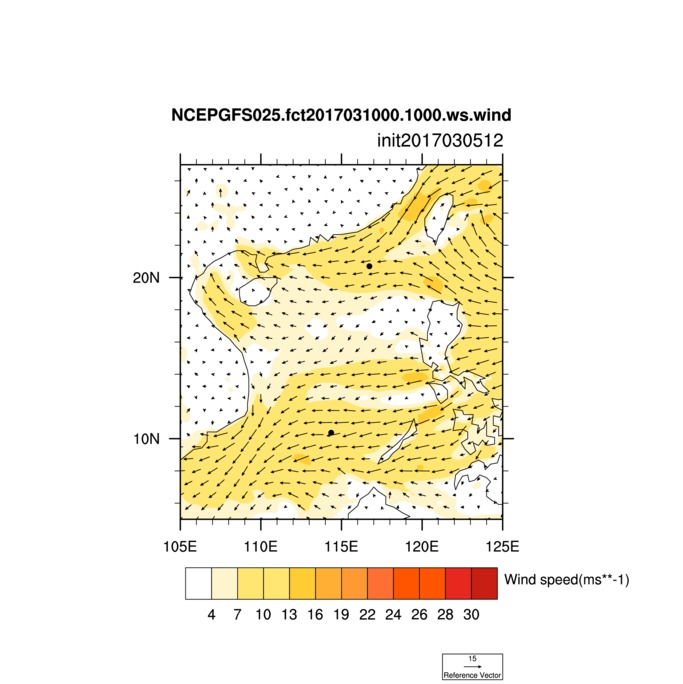 NCEPGFS025.fct2017031000.1000.ws.wind
init2017030512
20N
10N
105E 110E 115E 120E 125E
Wind speed(ms**-1)
4 7 10 13 16 19 22 24 26 28 30
15
Reference Vector